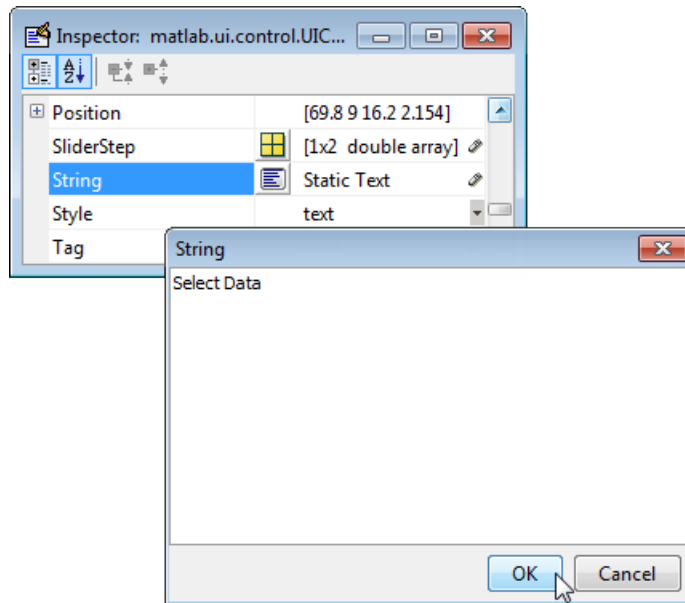 Inspector: matlab.ui.control.UIC...
Position [69.8 9 16.2 2.154]
SliderStep [1x2 double array]
String Static Text
Style text
Tag
String
Select Data
OK Cancel